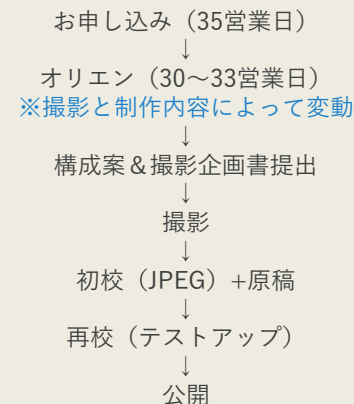 お申し込み（35営業日）
↓
オリエン（30〜33営業日）
※撮影と制作内容によって変動
↓
構成案＆撮影企画書提出
↓
撮影
↓
初校（JPEG）+原稿
↓
再校（テストアップ）
↓
公開